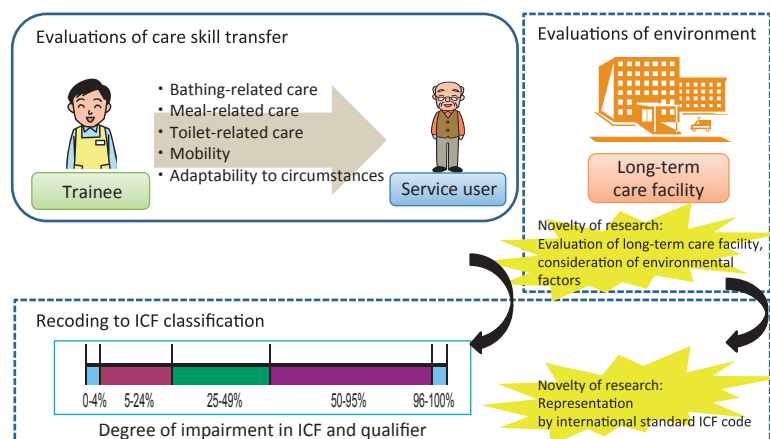 Evaluations of care skill transfer
・Bathing-related care
・Meal-related care
・Toilet-related care
・Mobility
・Adaptability to circumstances
Trainee
Service user
Evaluations of environment
Long-term
care facility
Novelty of research:
Evaluation of long-term care facility,
consideration of environmental
factors
Recoding to ICF classification
0-4% 5-24% 25-49% 50-95% 96-100%
Degree of impairment in ICF and qualifier
Novelty of research:
Representation
by international standard ICF code